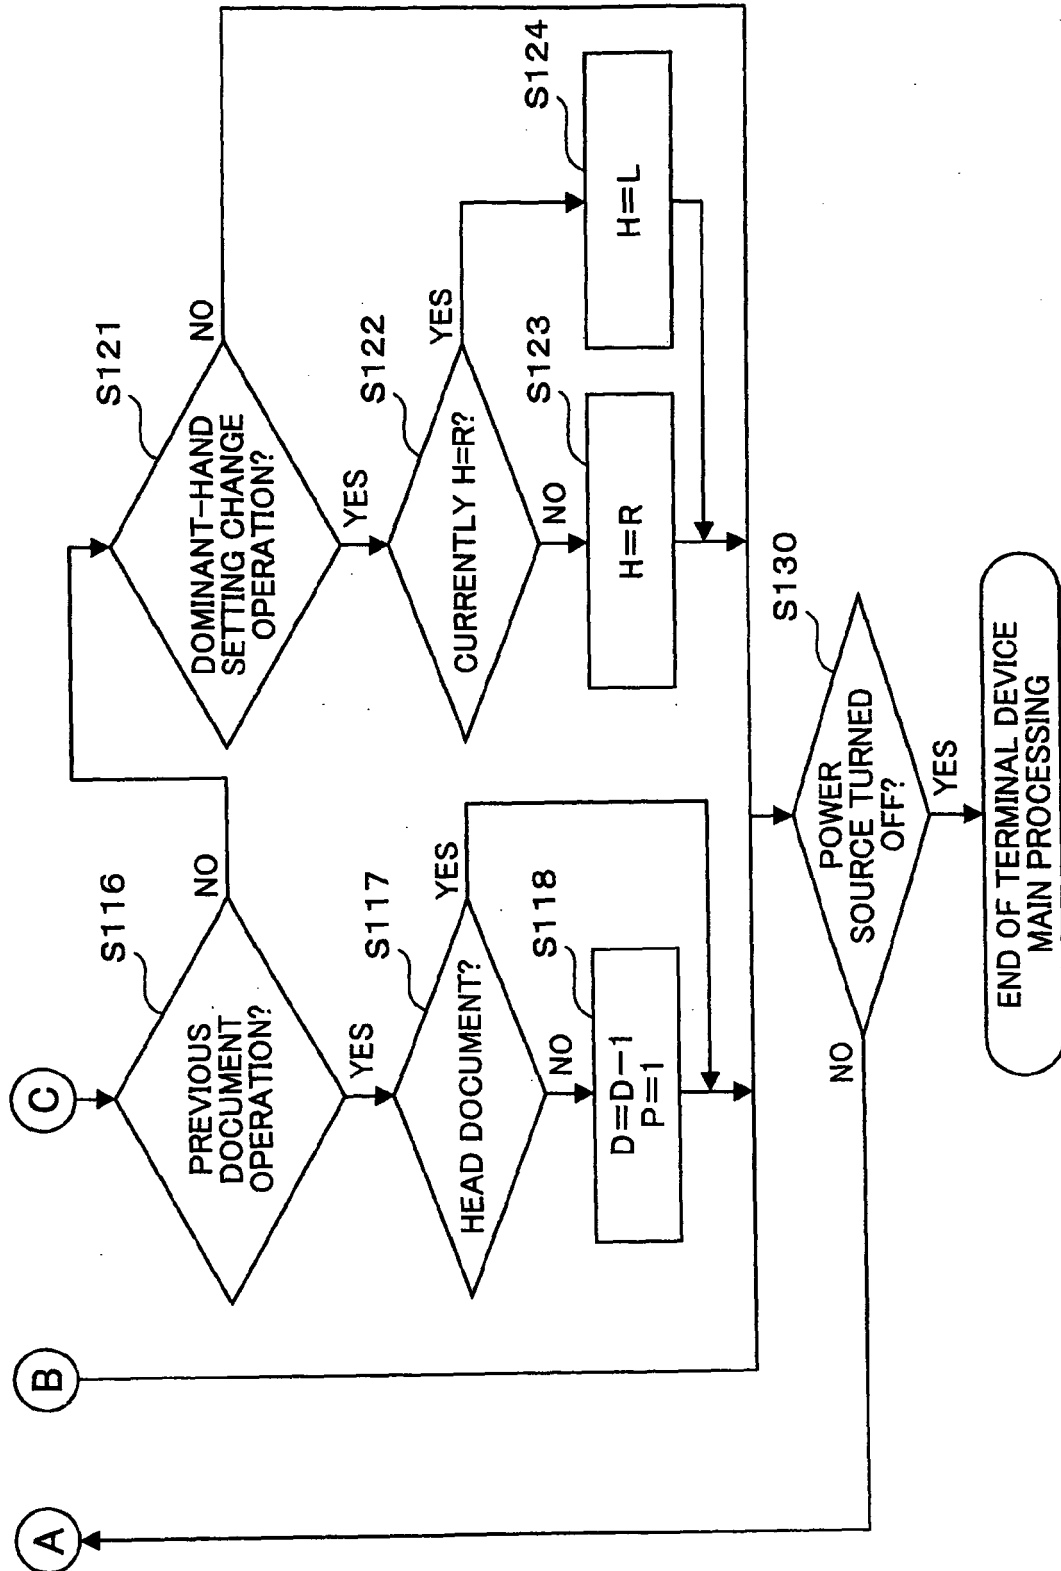 A
B
C
PREVIOUS
DOCUMENT
OPERATION?
S116
NO
YES
HEAD DOCUMENT?
S117
YES
NO
D=D-1
P=1
S118
DOMINANT-HAND
SETTING CHANGE
OPERATION?
S121
NO
YES
CURRENTLY H=R?
S122
YES
NO
H=R
S123
H=L
S124
POWER
SOURCE TURNED
OFF?
S130
NO
YES
END OF TERMINAL DEVICE
MAIN PROCESSING